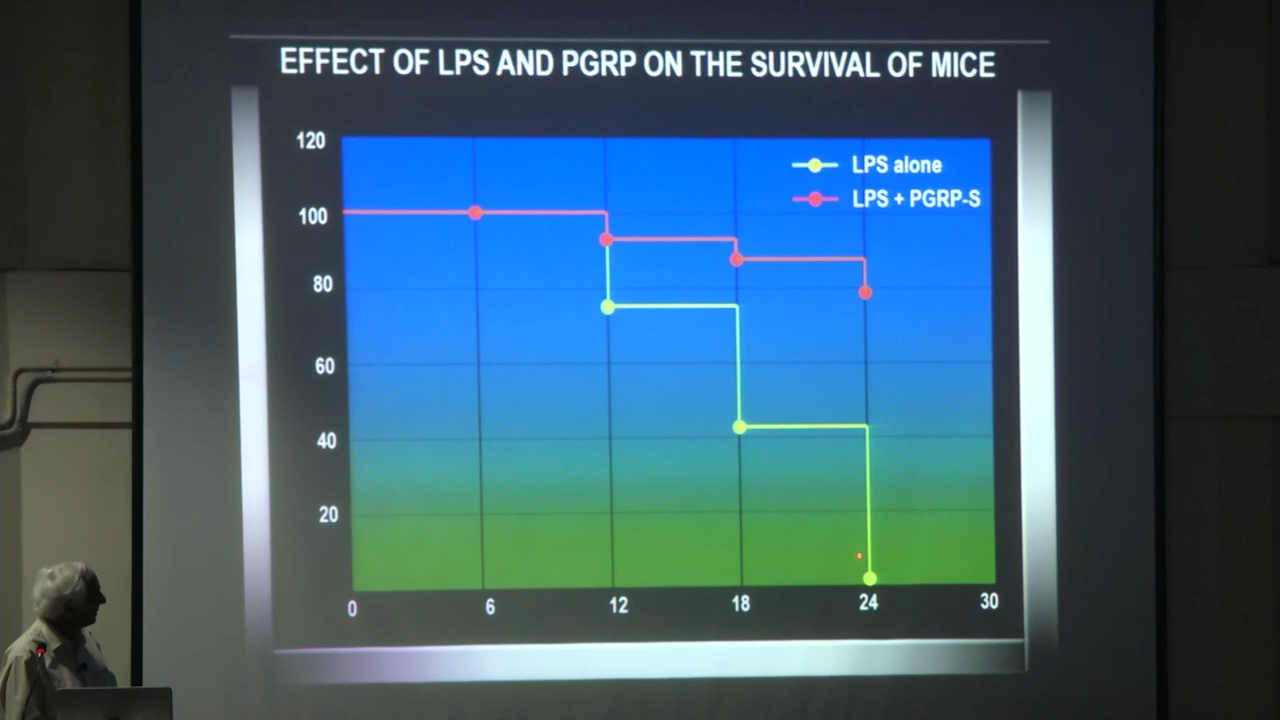 EFFECT OF LPS AND PGRP ON THE SURVIVAL OF MICE
120
LPS alone
LPS + PGRP-S
100
80
60
40
20
0 6 12 18 24 30